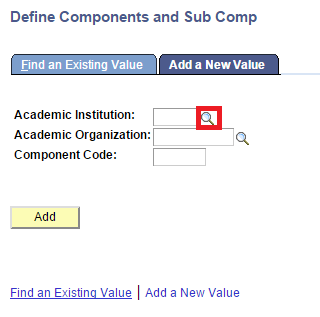 Define Components and Sub Comp
Find an Existing Value Add a New Value
Academic Institution:
Academic Organization:
Component Code:
Add
Find an Existing Value | Add a New Value